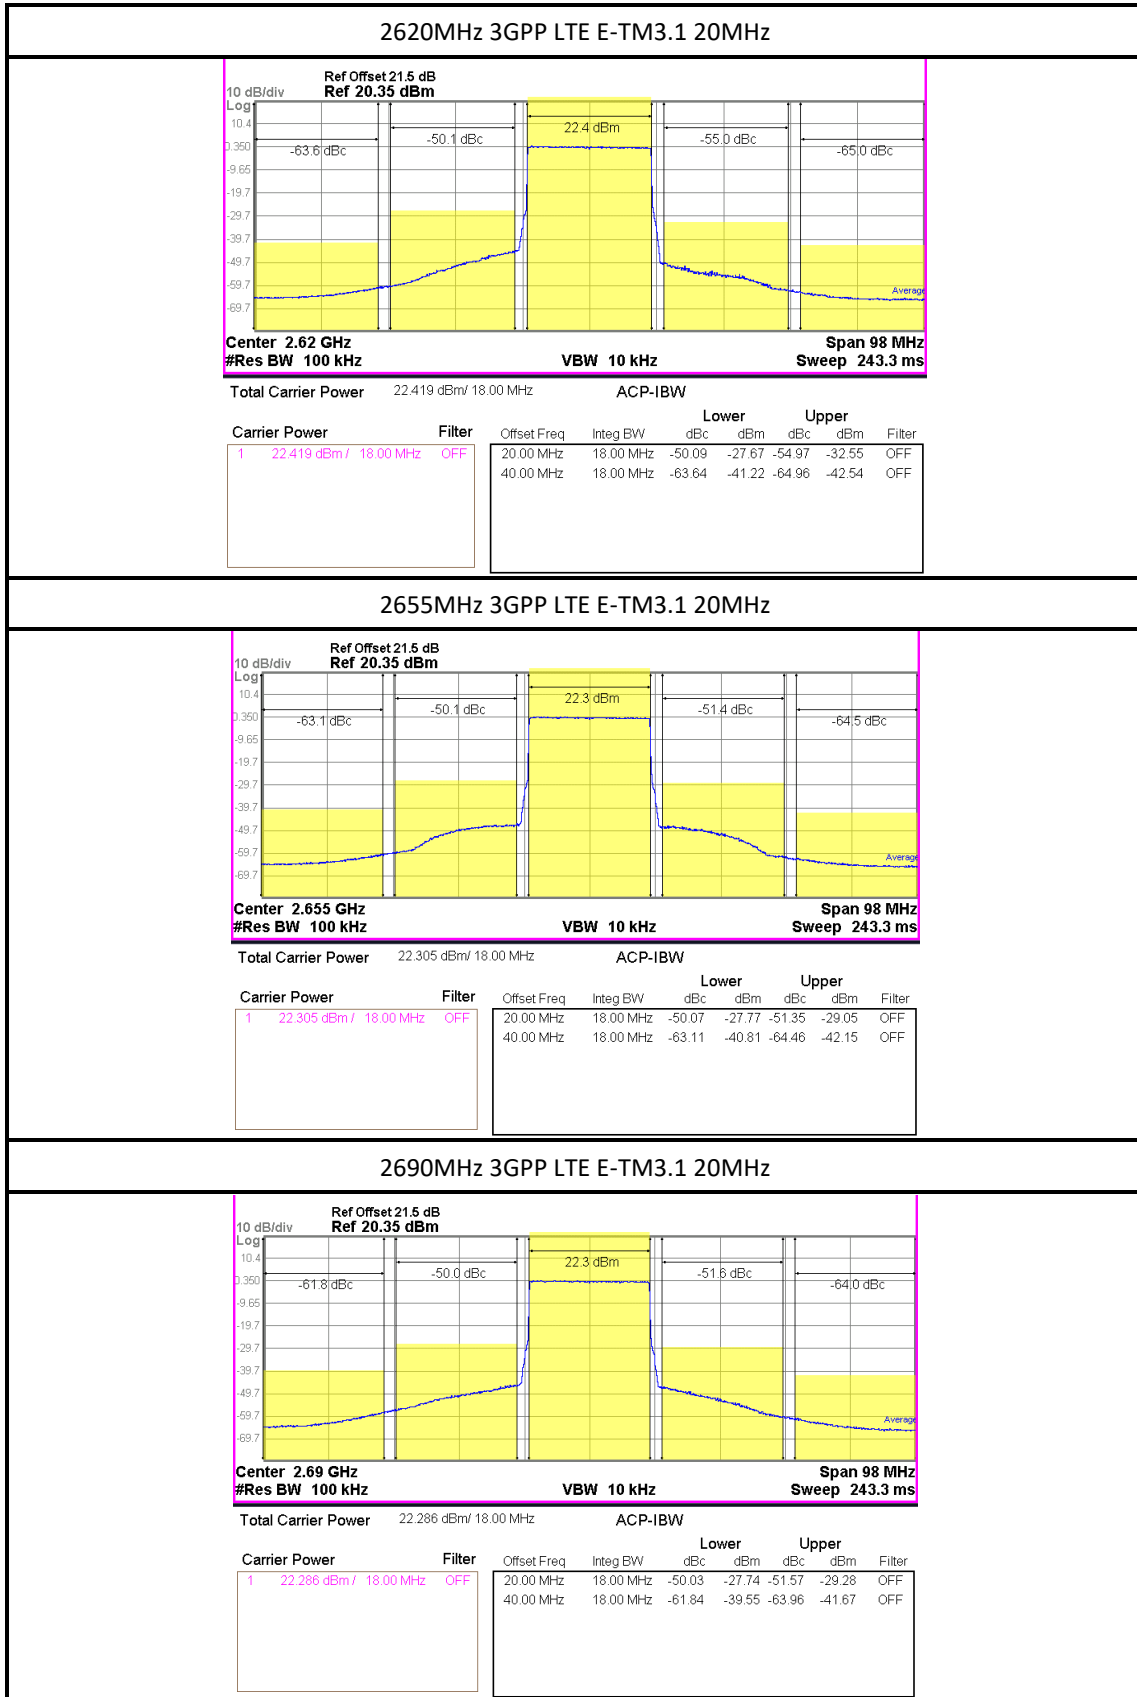 2620MHz 3GPP LTE E-TM3.1 20MHz
Ref Offset 21.5 dB
10 dB/div Ref 20.35 dBm
Log
10.4
0.350
-9.65
-19.7
-29.7
-39.7
-49.7
-59.7
-69.7
-63.6 dBc
-50.1 dBc
22.4 dBm
-55.0 dBc
-65.0 dBc
Average
Center 2.62 GHz Span 98 MHz
#Res BW 100 kHz VBW 10 kHz Sweep 243.3 ms
Total Carrier Power 22.419 dBm/ 18.00 MHz ACP-IBW
Lower Upper
Carrier Power Filter Offset Freq Integ BW dBc dBm dBc dBm Filter
1 22.419 dBm / 18.00 MHz OFF 20.00 MHz 18.00 MHz -50.09 -27.67 -54.97 -32.55 OFF
40.00 MHz 18.00 MHz -63.64 -41.22 -64.96 -42.54 OFF
2655MHz 3GPP LTE E-TM3.1 20MHz
Ref Offset 21.5 dB
10 dB/div Ref 20.35 dBm
Log
10.4
0.350
-9.65
-19.7
-29.7
-39.7
-49.7
-59.7
-69.7
-63.1 dBc
-50.1 dBc
22.3 dBm
-51.4 dBc
-64.5 dBc
Average
Center 2.655 GHz Span 98 MHz
#Res BW 100 kHz VBW 10 kHz Sweep 243.3 ms
Total Carrier Power 22.305 dBm/ 18.00 MHz ACP-IBW
Lower Upper
Carrier Power Filter Offset Freq Integ BW dBc dBm dBc dBm Filter
1 22.305 dBm / 18.00 MHz OFF 20.00 MHz 18.00 MHz -50.07 -27.77 -51.35 -29.05 OFF
40.00 MHz 18.00 MHz -63.11 -40.81 -64.46 -42.15 OFF
2690MHz 3GPP LTE E-TM3.1 20MHz
Ref Offset 21.5 dB
10 dB/div Ref 20.35 dBm
Log
10.4
0.350
-9.65
-19.7
-29.7
-39.7
-49.7
-59.7
-69.7
-61.8 dBc
-50.0 dBc
22.3 dBm
-51.6 dBc
-64.0 dBc
Average
Center 2.69 GHz Span 98 MHz
#Res BW 100 kHz VBW 10 kHz Sweep 243.3 ms
Total Carrier Power 22.286 dBm/ 18.00 MHz ACP-IBW
Lower Upper
Carrier Power Filter Offset Freq Integ BW dBc dBm dBc dBm Filter
1 22.286 dBm / 18.00 MHz OFF 20.00 MHz 18.00 MHz -50.03 -27.74 -51.57 -29.28 OFF
40.00 MHz 18.00 MHz -61.84 -39.55 -63.96 -41.67 OFF